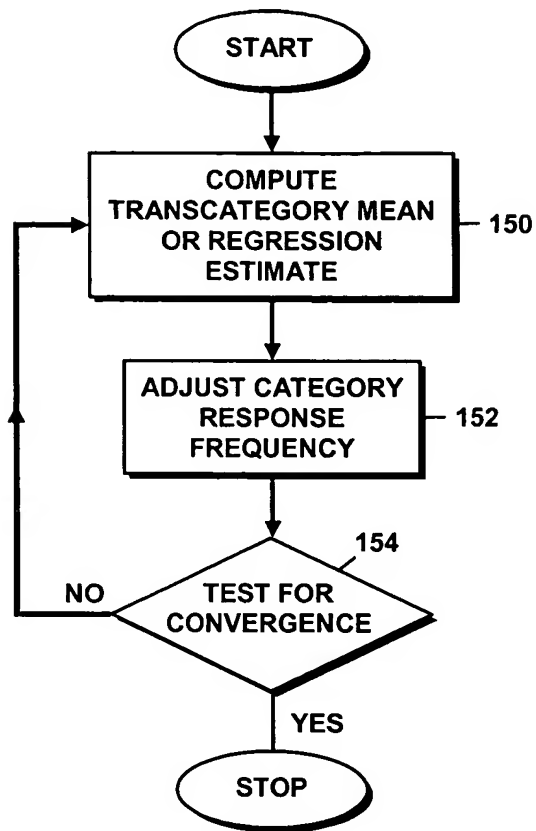 START
COMPUTE
TRANSCATEGORY MEAN
OR REGRESSION
ESTIMATE
150
ADJUST CATEGORY
RESPONSE
FREQUENCY
152
154
TEST FOR
CONVERGENCE
NO
YES
STOP